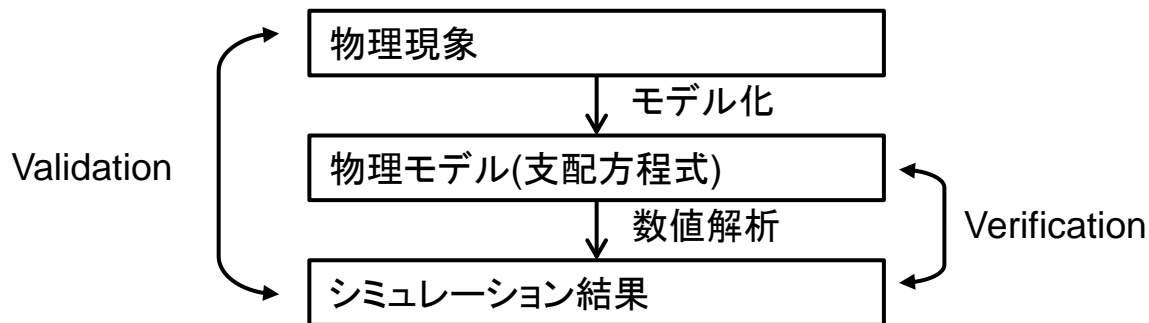 物理現象
モデル化
Validation
物理モデル(支配方程式)
数値解析
Verification
シミュレーション結果